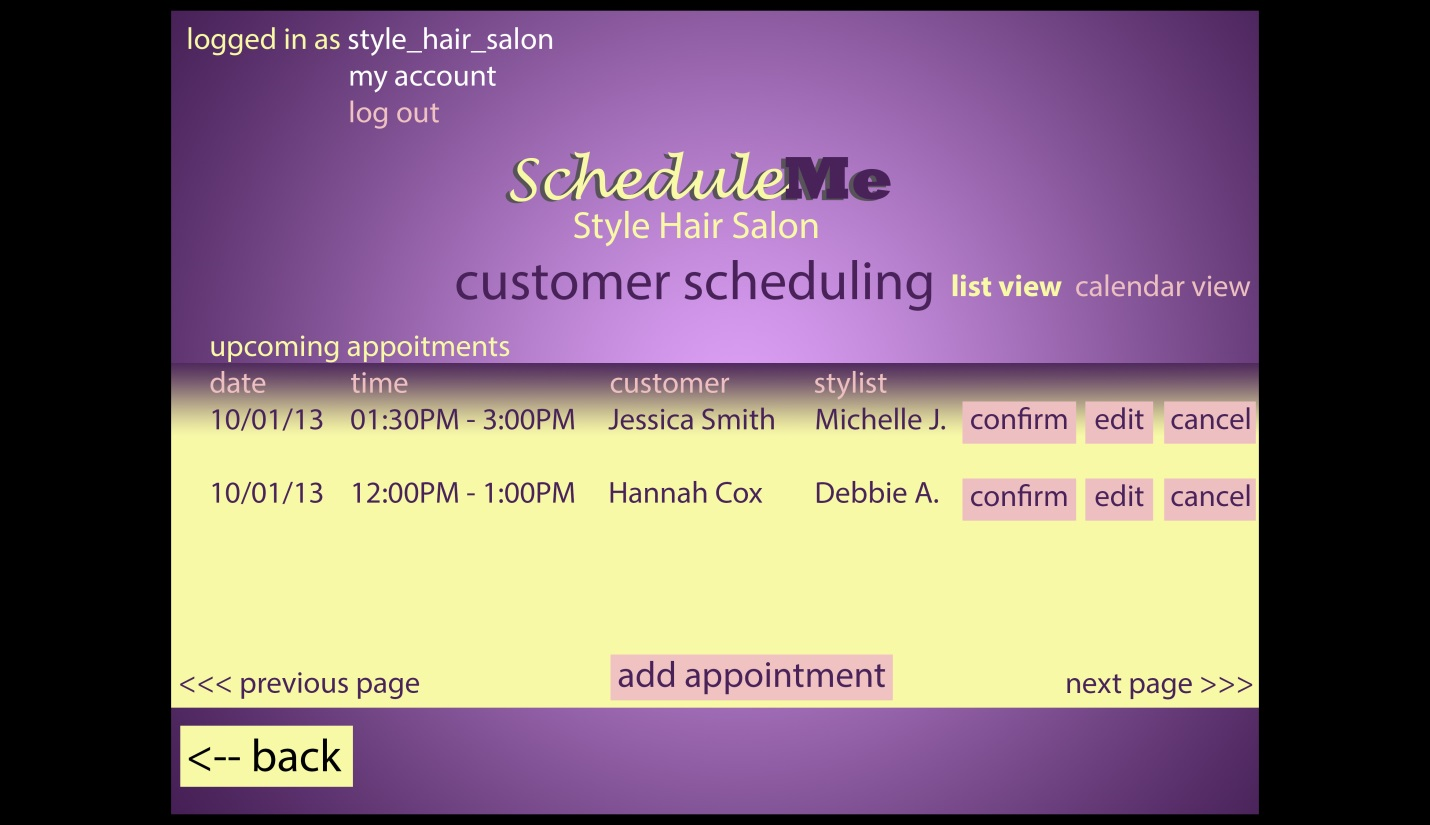 logged in as style_hair_salon
my account
log out
ScheduleMe
Style Hair Salon
customer scheduling list view calendar view
upcoming appoitments
date time customer stylist
10/01/13 01:30PM - 3:00PM Jessica Smith Michelle J. confirm edit cancel
10/01/13 12:00PM - 1:00PM Hannah Cox Debbie A. confirm edit cancel
<<< previous page add appointment next page >>>
<-- back